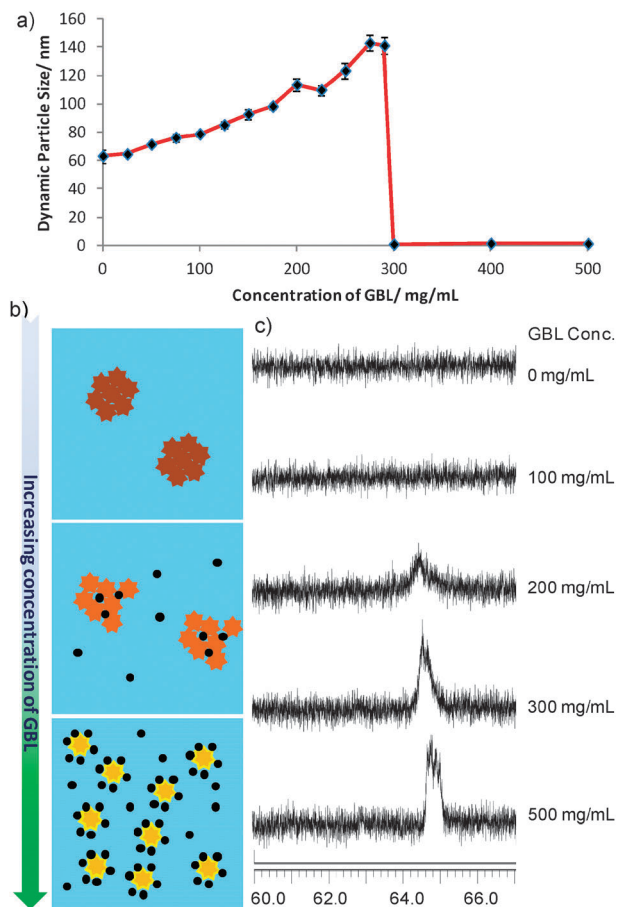 a)
160
140
120
100
80
60
40
20
0
Dynamic Particle Size/ nm
0 100 200 300 400 500
Concentration of GBL/ mg/mL
b)
Increasing concentration of GBL
c)
GBL Conc.
0 mg/mL
100 mg/mL
200 mg/mL
300 mg/mL
500 mg/mL
60.0 62.0 64.0 66.0